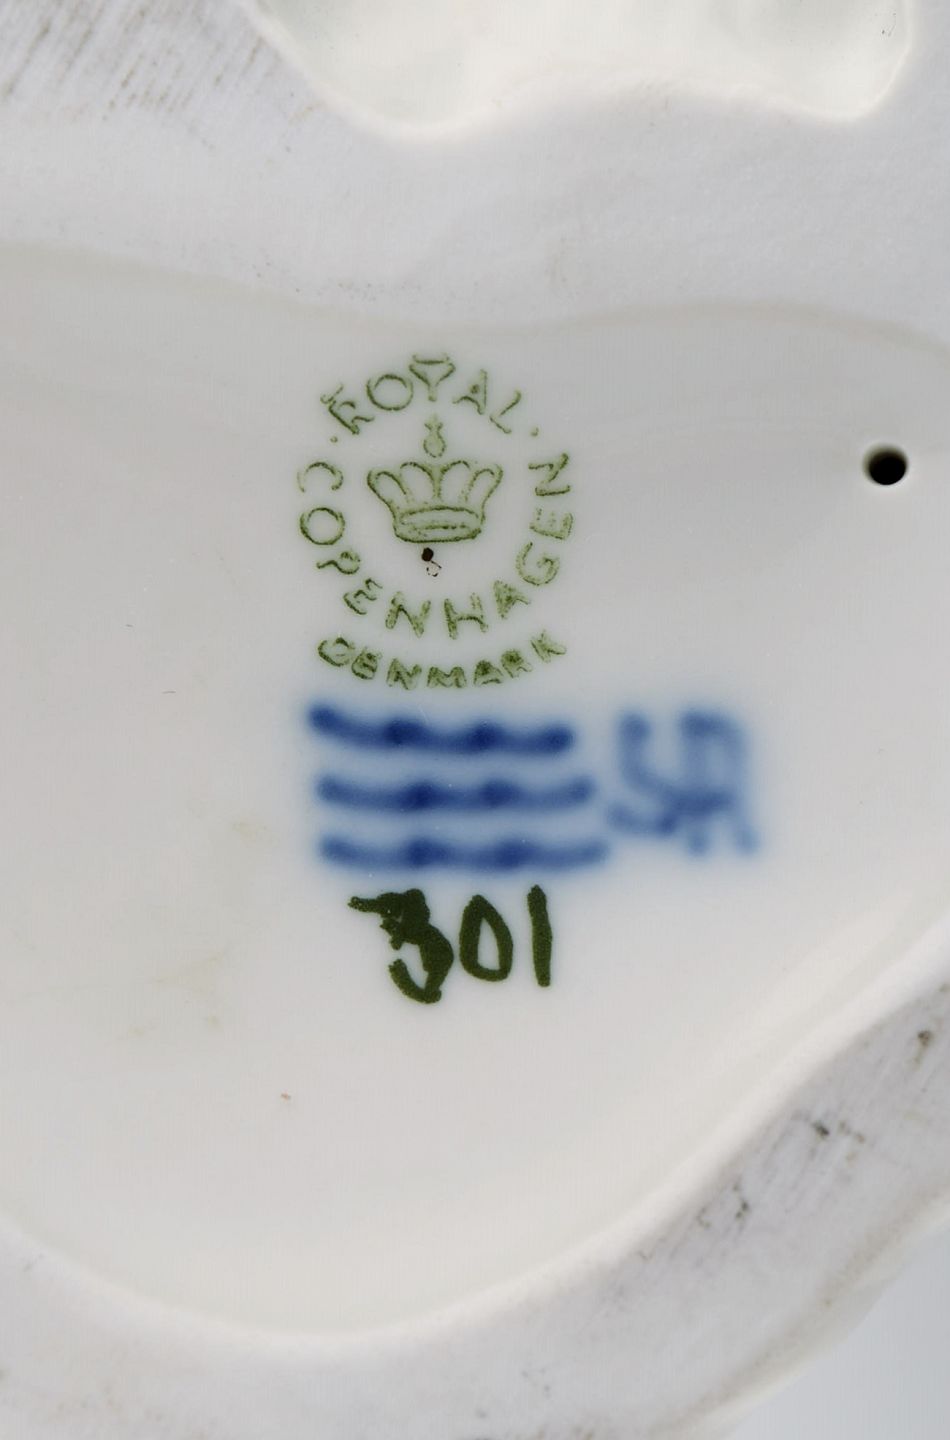 ROYAL
COPENHAGEN
DENMARK
301